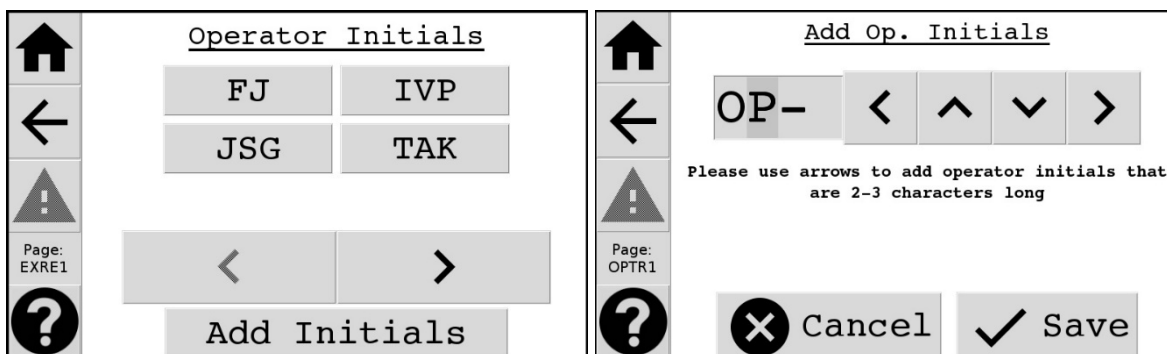 Operator Initials
FJ
IVP
JSG
TAK
Page:
EXRE1
Add Initials
Add Op. Initials
OP-
Please use arrows to add operator initials that
are 2-3 characters long
Page:
OPTR1
Cancel
Save